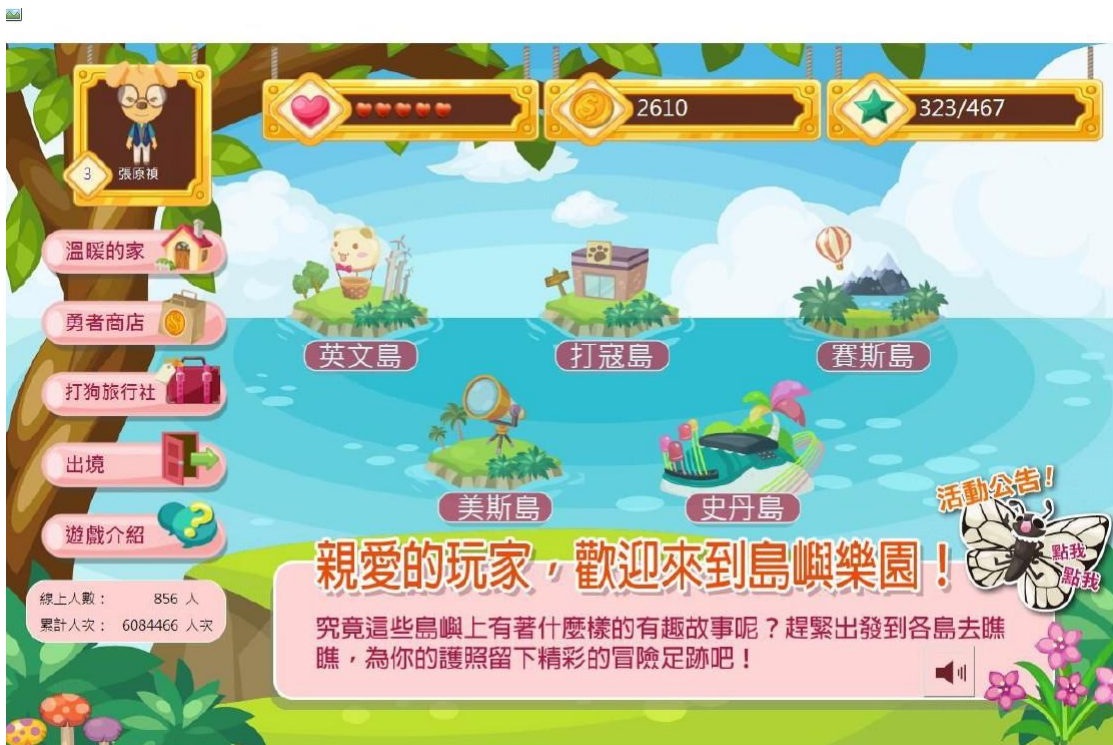 2610
323/467
3
張原禎
溫暖的家
勇者商店
打狗旅行社
出境
遊戲介紹
線上人數： 856 人
累計人次： 6084466 人次
英文島
打寇島
賽斯島
美斯島
史丹島
活動公告！
點我
點我
親愛的玩家，歡迎來到島嶼樂園！
究竟這些島嶼上有著什麼樣的有趣故事呢？趕緊出發到各島去瞧
瞧，為你的護照留下精彩的冒險足跡吧！